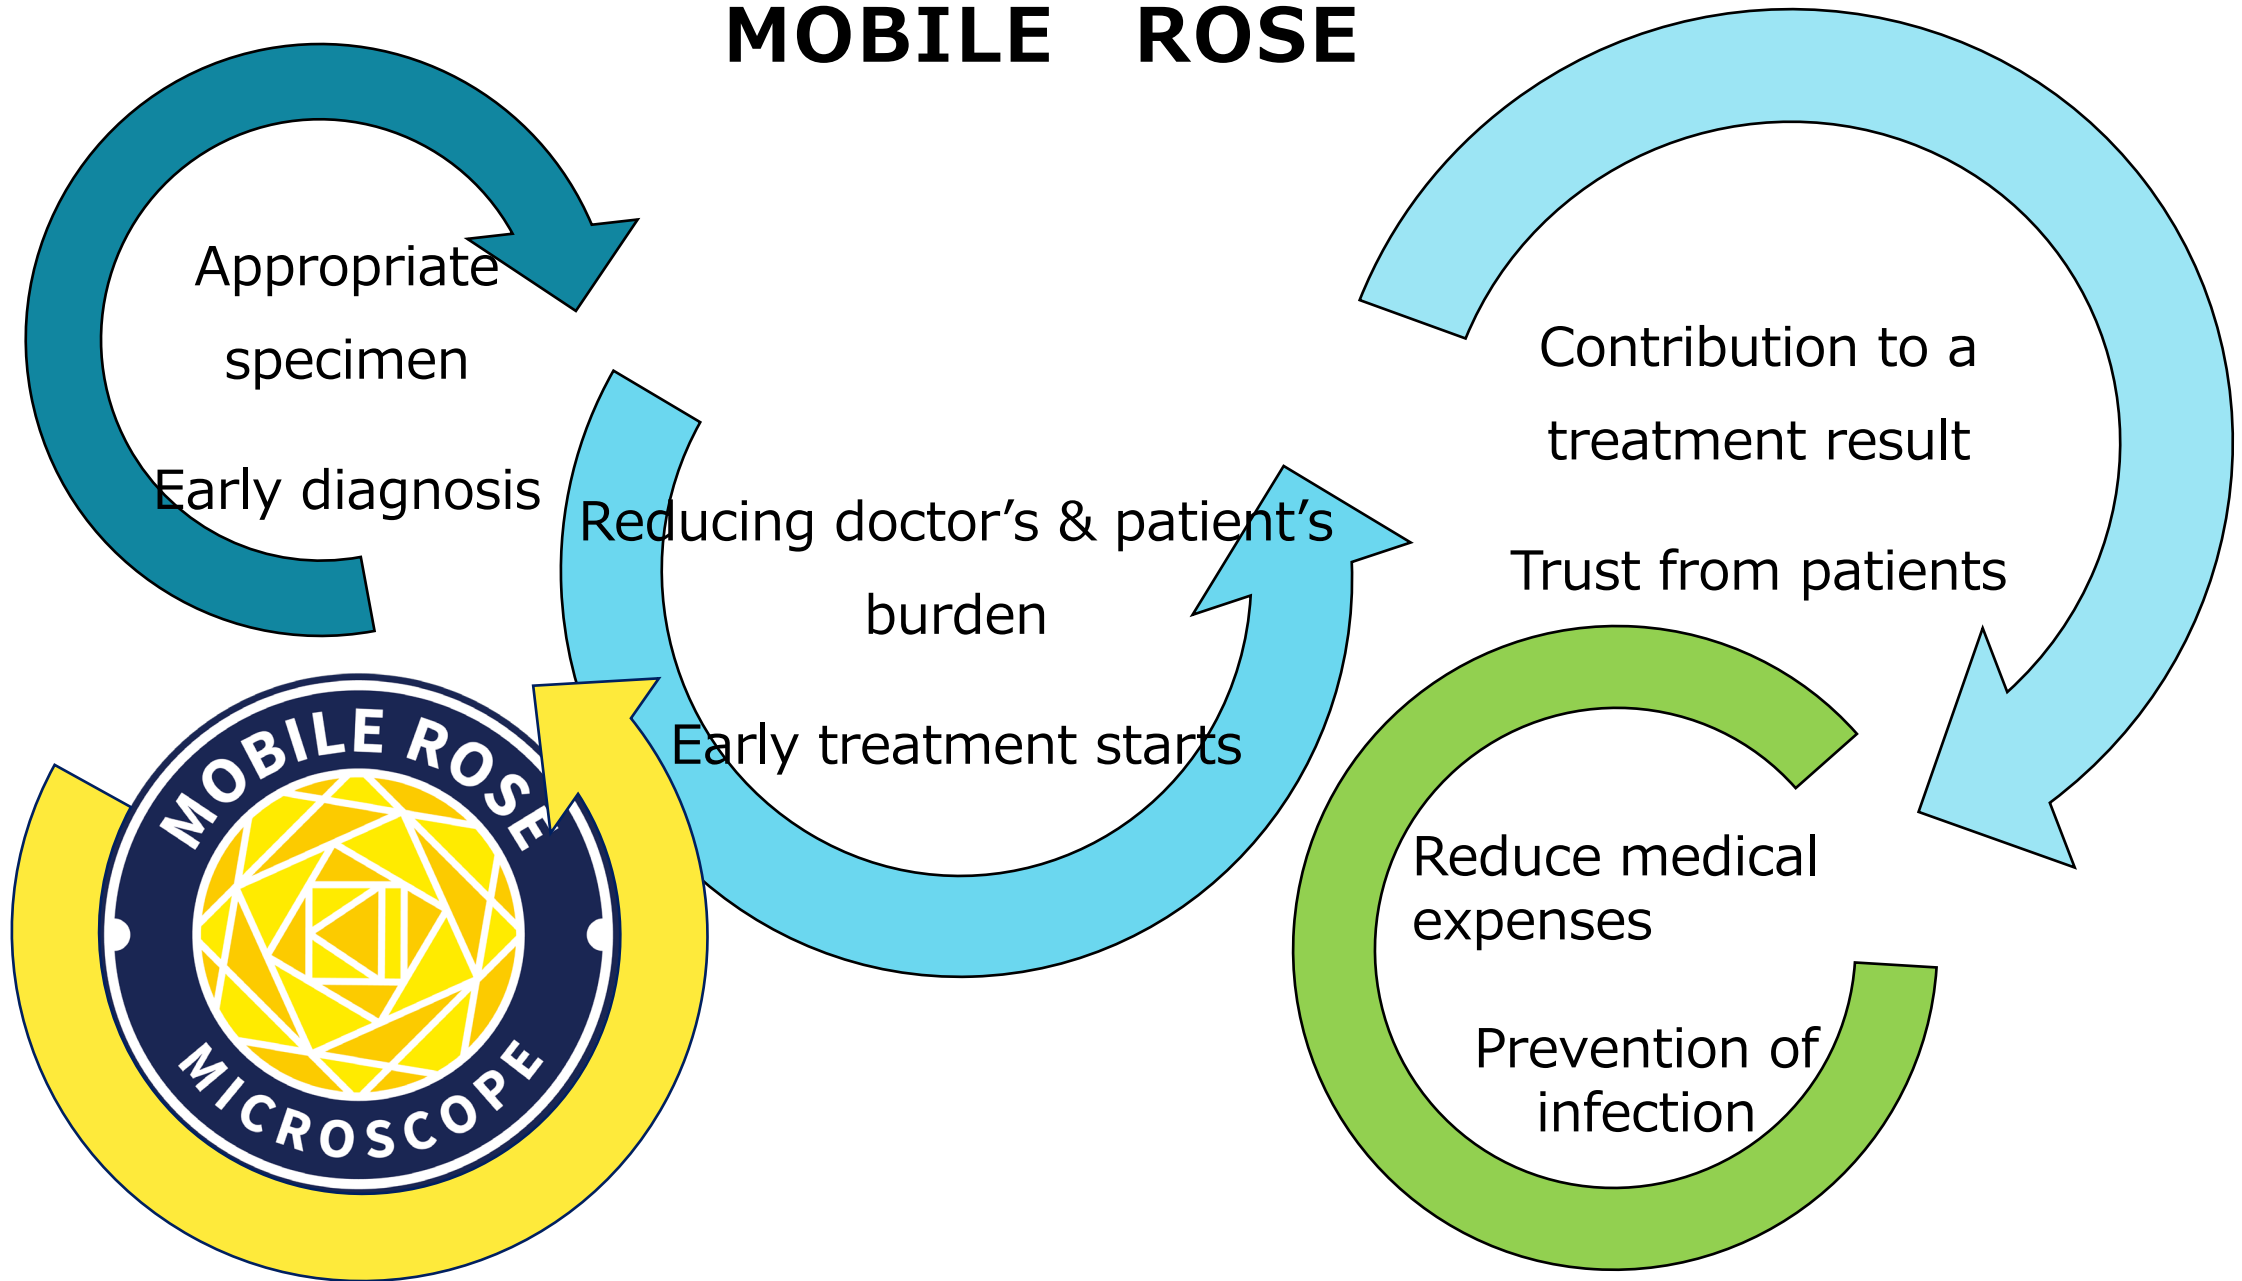 MOBILE ROSE
Appropriate
specimen
Early diagnosis
Reducing doctor’s & patient’s
burden
Early treatment starts
Contribution to a
treatment result
Trust from patients
Reduce medical
expenses
Prevention of
infection
MOBILE ROSE
MICROSCOPE